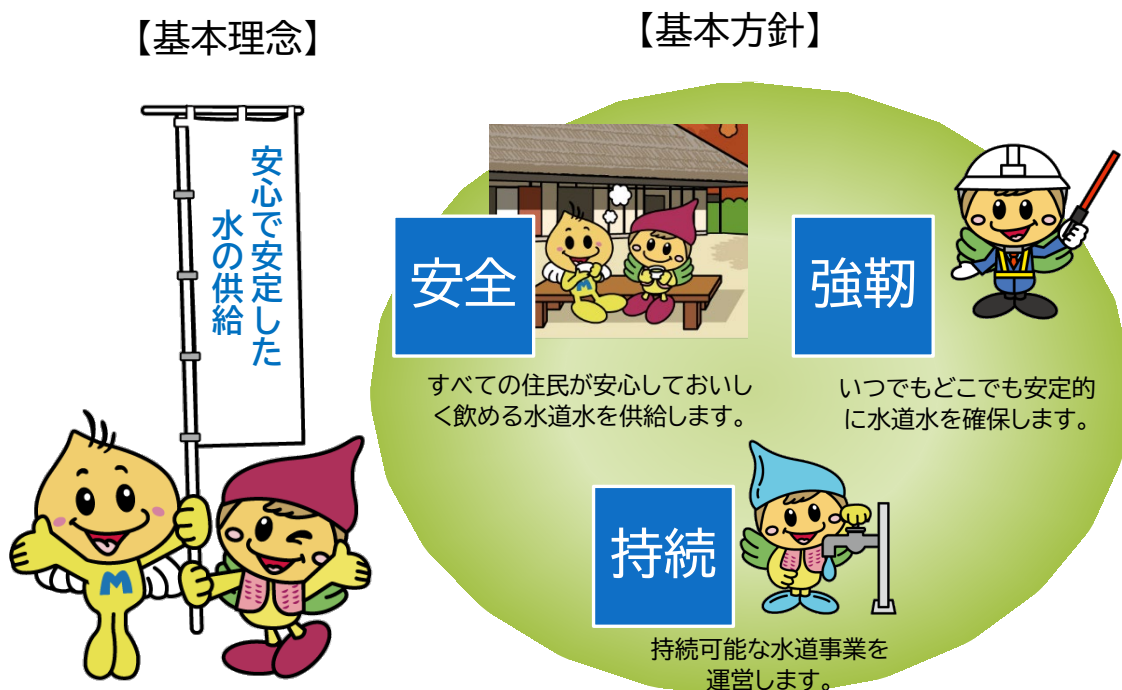 【基本理念】
安心で安定した
水の供給
M
【基本方針】
安全
M
すべての住民が安心しておいし
く飲める水道水を供給します。
強靭
いつでもどこでも安定的
に水道水を確保します。
持続
持続可能な水道事業を
運営します。